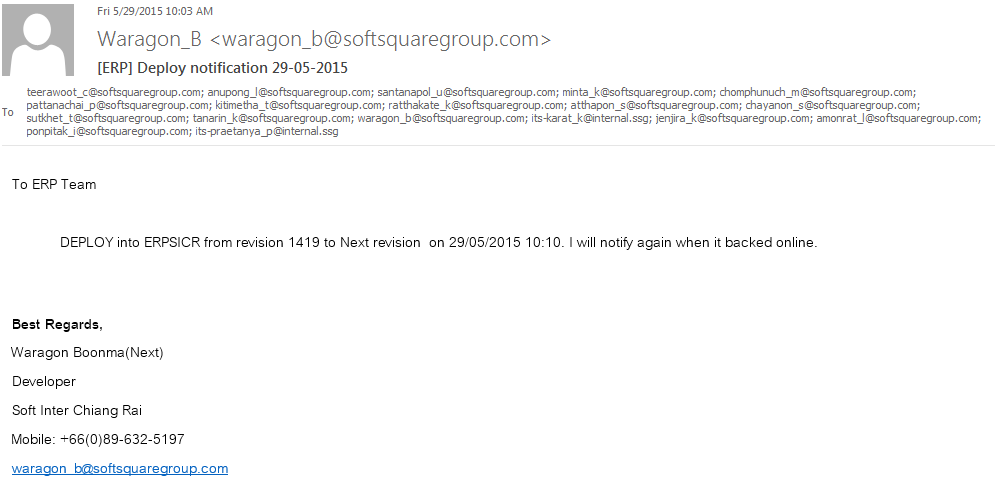 Fri 5/29/2015 10:03 AM
Waragon_B <waragon_b@softsquaregroup.com>
[ERP] Deploy notification 29-05-2015
To teerawoot_c@softsquaregroup.com; anupong_l@softsquaregroup.com; santanapol_u@softsquaregroup.com; minta_k@softsquaregroup.com; chomphunuch_m@softsquaregroup.com;
pattanachai_p@softsquaregroup.com; kitimetha_t@softsquaregroup.com; ratthakate_k@softsquaregroup.com; atthapon_s@softsquaregroup.com; chayanon_s@softsquaregroup.com;
sutkhet_t@softsquaregroup.com; tanarin_k@softsquaregroup.com; waragon_b@softsquaregroup.com; its-karat_k@internal.ssg; jenjira_k@softsquaregroup.com; amonrat_l@softsquaregroup.com;
ponpitak_i@softsquaregroup.com; its-praetanya_p@internal.ssg
To ERP Team
DEPLOY into ERPSICR from revision 1419 to Next revision on 29/05/2015 10:10. I will notify again when it backed online.
Best Regards,
Waragon Boonma(Next)
Developer
Soft Inter Chiang Rai
Mobile: +66(0)89-632-5197
waragon_b@softsquaregroup.com